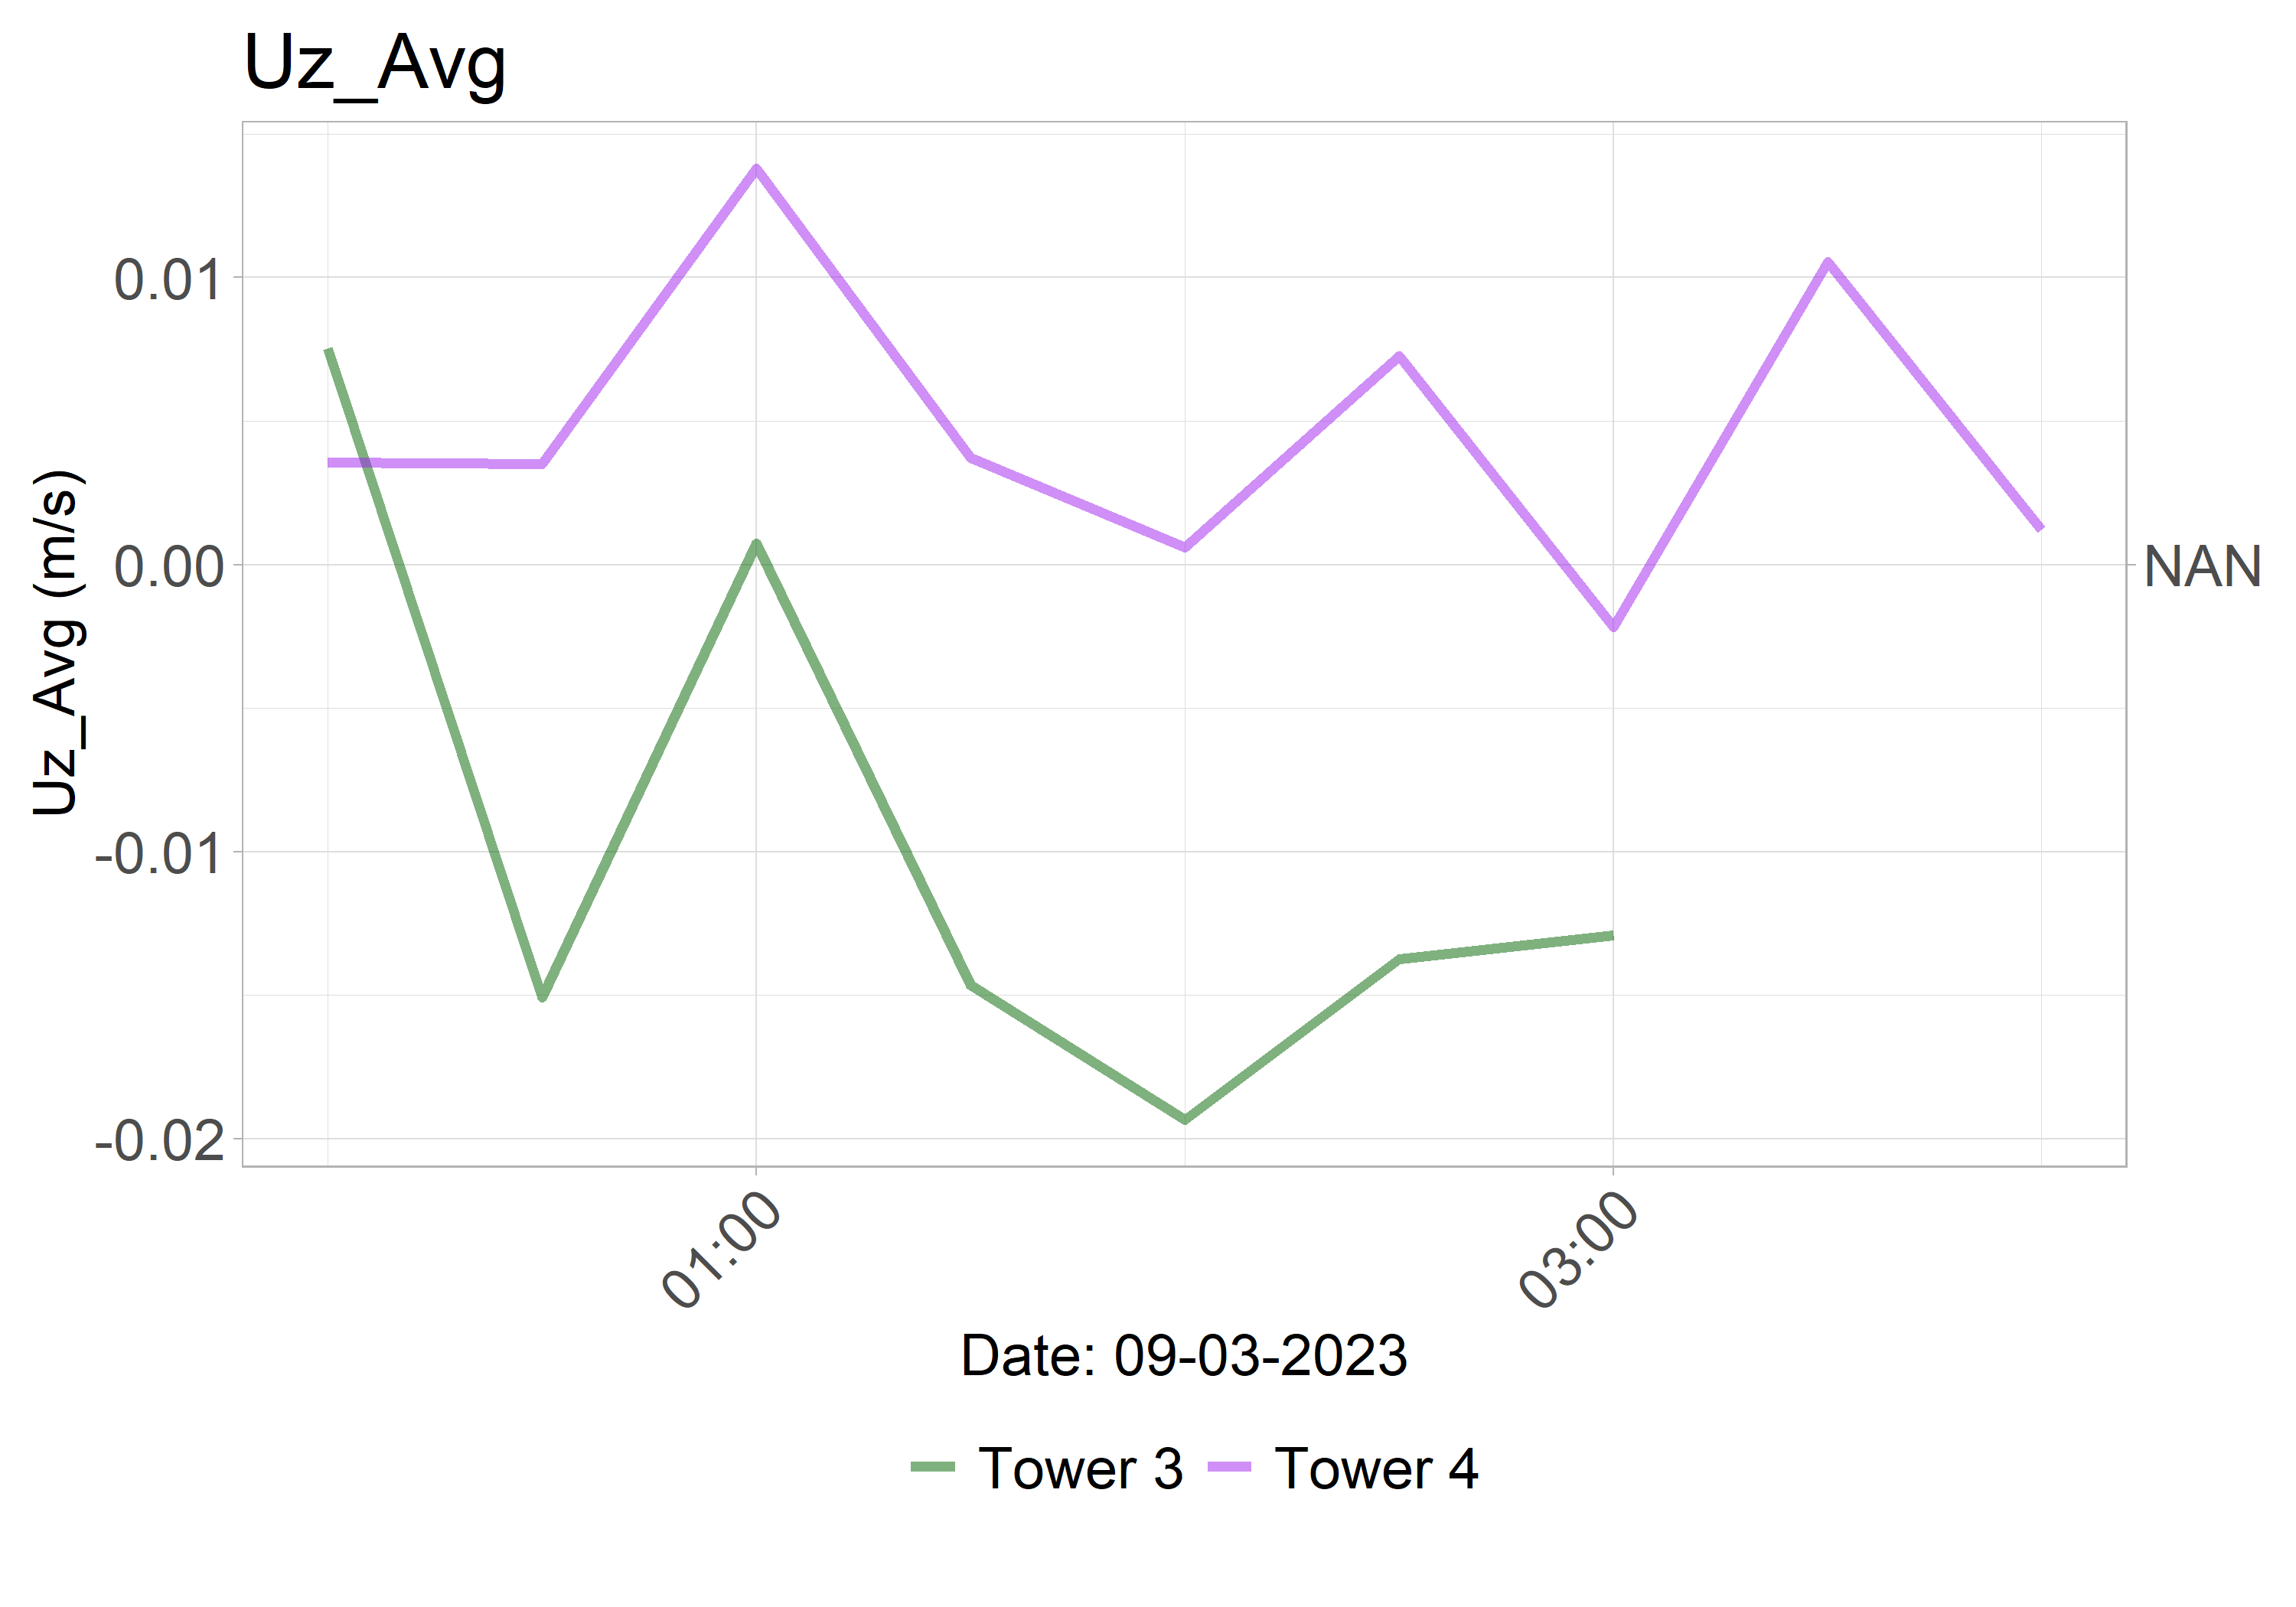 Uz_Avg
Uz_Avg (m/s)
0.01
0.00
-0.01
-0.02
NAN
01:00
03:00
Date: 09-03-2023
Tower 3
Tower 4